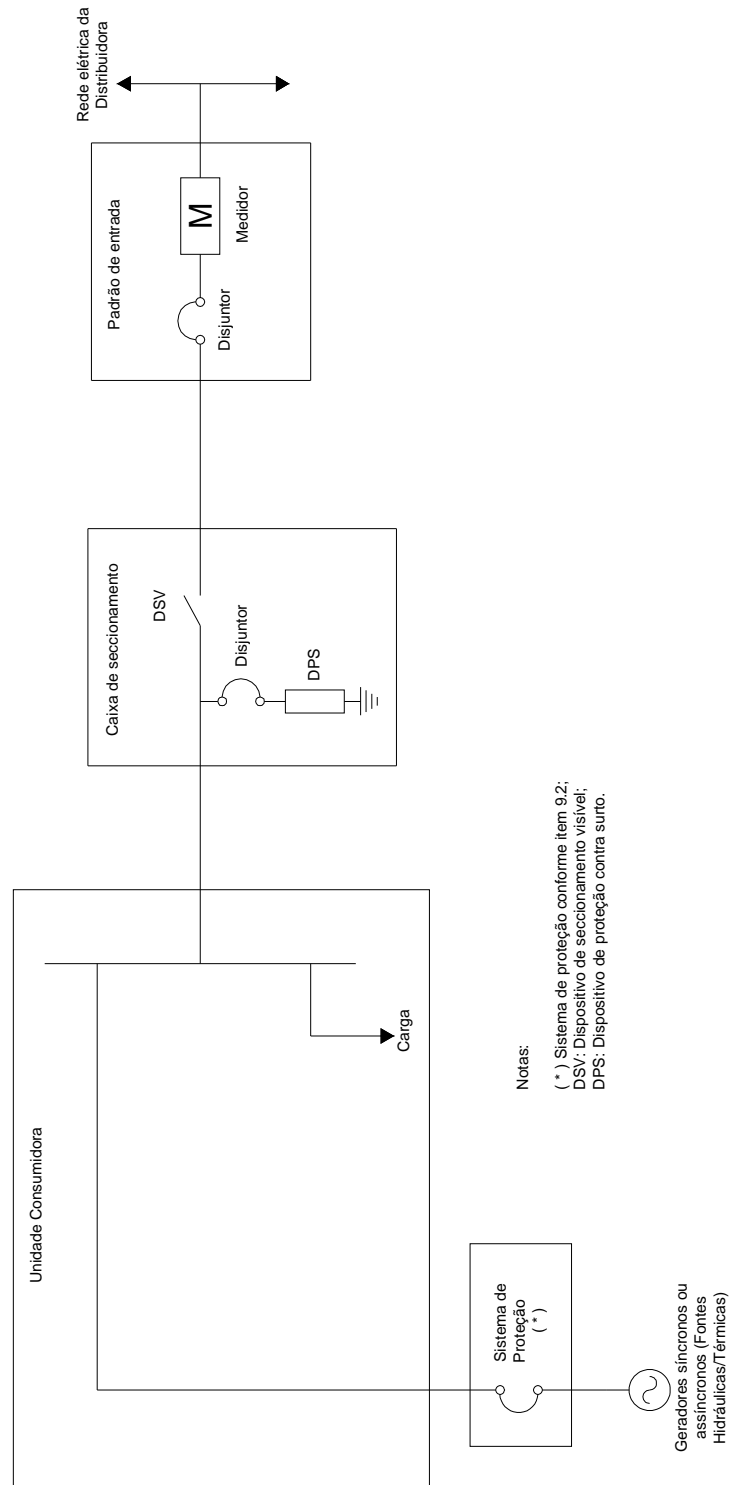 Rede elétrica da
Distribuidora
Padrão de entrada
M
Medidor
Disjuntor
Caixa de seccionamento
DSV
Disjuntor
DPS
Unidade Consumidora
Carga
Notas:
( * ) Sistema de proteção conforme item 9.2;
DSV: Dispositivo de seccionamento visível;
DPS: Dispositivo de proteção contra surto.
Sistema de
Proteção
( * )
Geradores síncronos ou
assíncronos (Fontes
Hidráulicas/Térmicas)